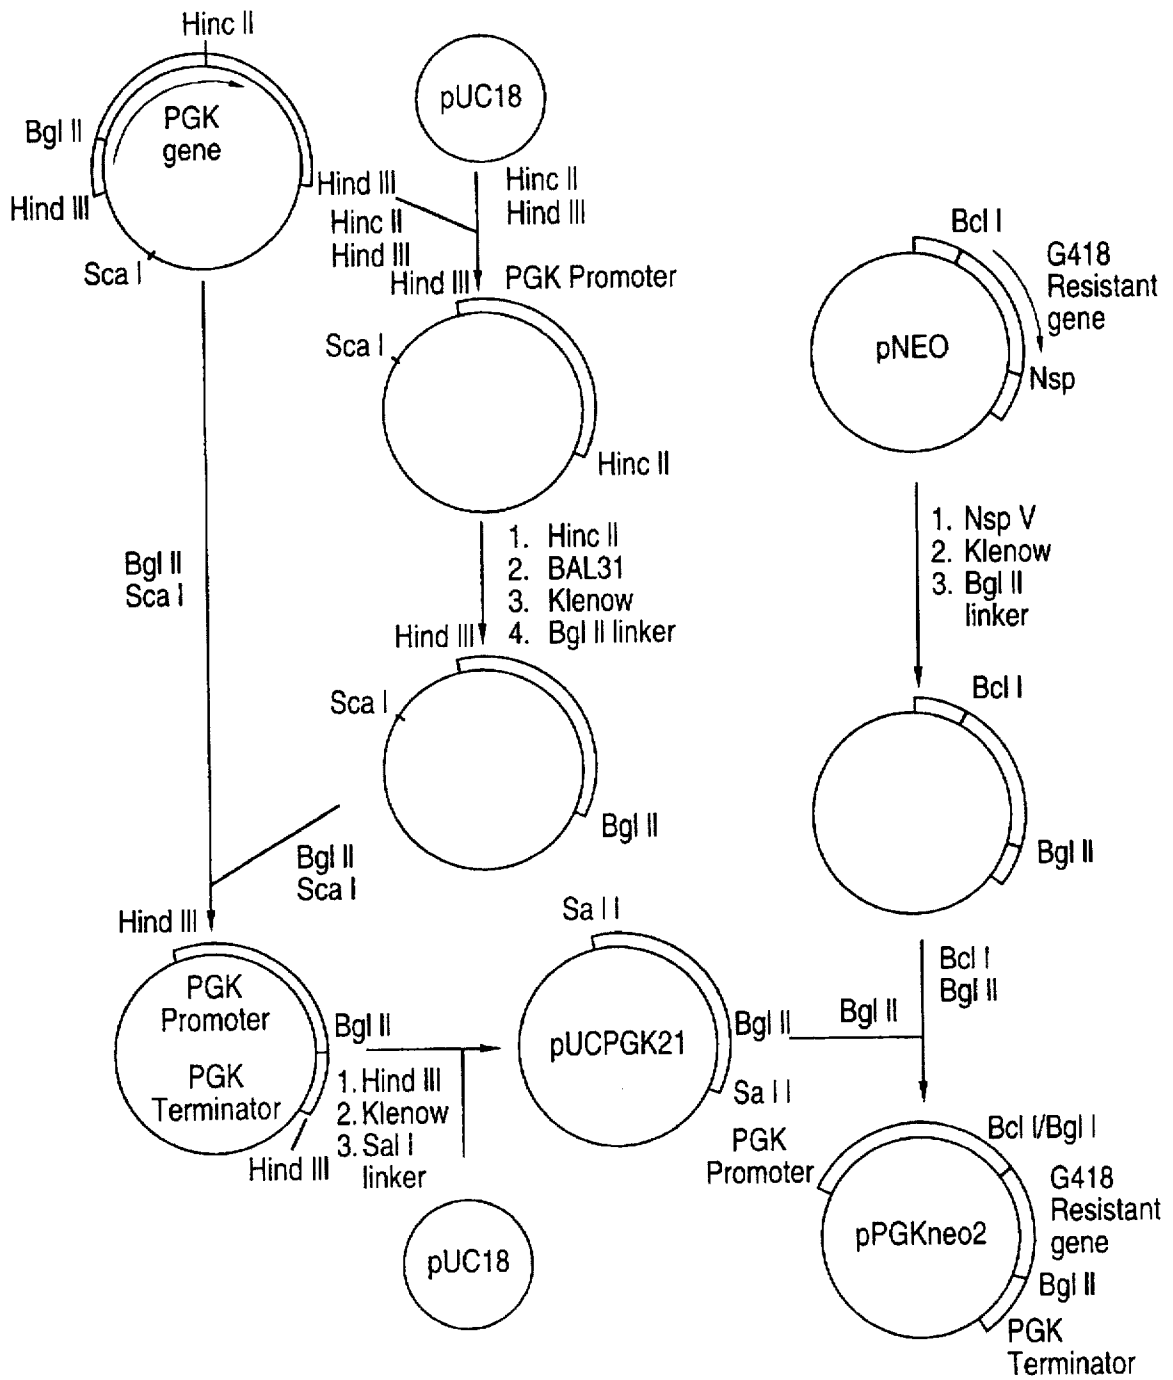 Hinc II
PGK
gene
Bgl II
Hind III
Sca I
Hind III
Hinc II
Hind III
pUC18
Hinc II
Hind III
Hind III
PGK Promoter
Sca I
Hinc II
Bcl I
G418
Resistant
gene
pNEO
Nsp
1. Hinc II
2. BAL31
3. Klenow
4. Bgl II linker
1. Nsp V
2. Klenow
3. Bgl II
linker
Bgl II
Sca I
Hind III
Sca I
Bgl II
Bcl I
Bgl II
Bgl II
Sca I
Hind III
PGK
Promoter
PGK
Terminator
Bgl II
Hind III
1. Hind III
2. Klenow
3. Sal I
linker
pUC18
Sa l I
pUCPGK21
Bgl II
Sa l I
Bgl II
Bcl I
Bgl II
PGK
Promoter
Bcl I/Bgl I
G418
Resistant
gene
pPGKneo2
Bgl II
PGK
Terminator